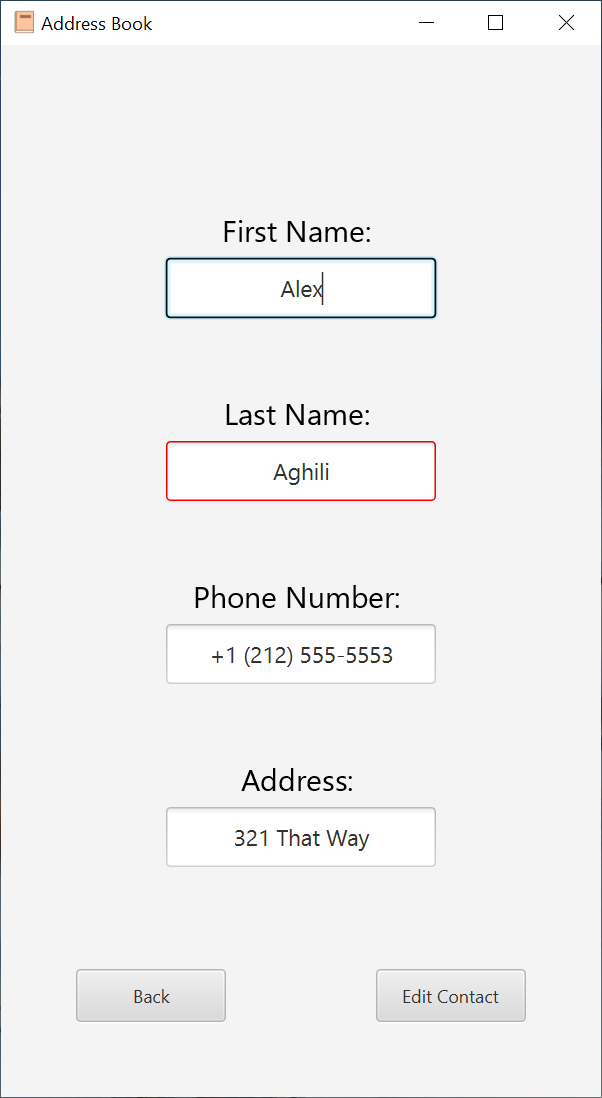 Address Book
First Name:
Alex
Last Name:
Aghili
Phone Number:
+1 (212) 555-5553
Address:
321 That Way
Back
Edit Contact